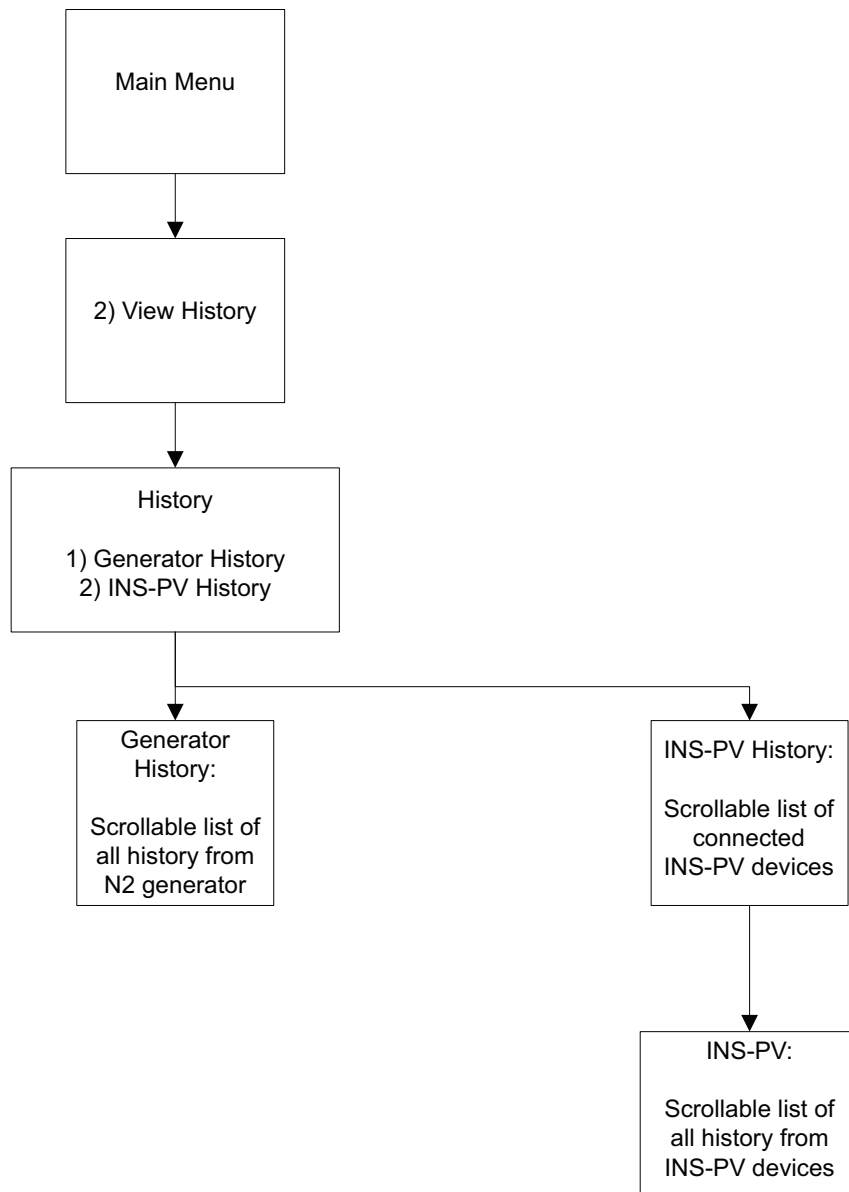 Main Menu
2) View History
History
1) Generator History
2) INS-PV History
Generator
History:
Scrollable list of
all history from
N2 generator
INS-PV History:
Scrollable list of
connected
INS-PV devices
INS-PV:
Scrollable list of
all history from
INS-PV devices